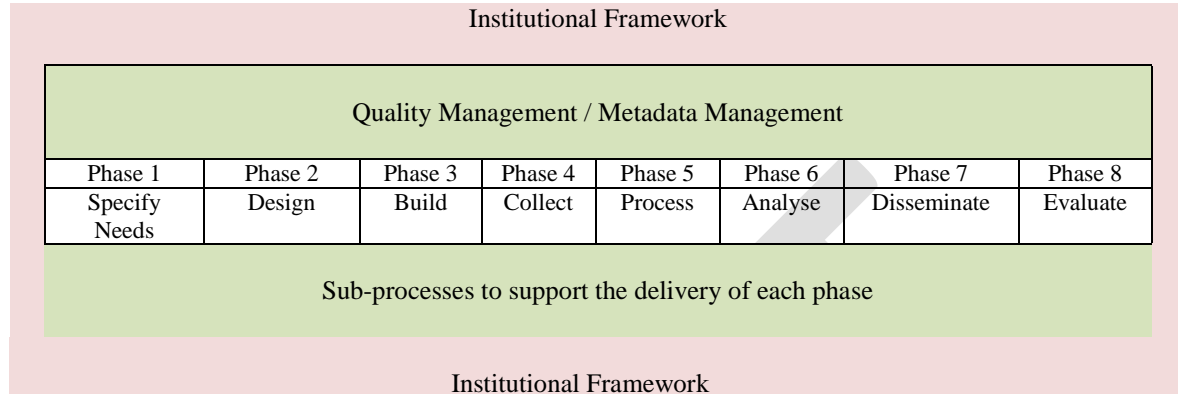 Institutional Framework
Quality Management / Metadata Management
Phase 1 Phase 2 Phase 3 Phase 4 Phase 5 Phase 6 Phase 7 Phase 8
Specify Design Build Collect Process Analyse Disseminate Evaluate
Needs
Sub-processes to support the delivery of each phase
Institutional Framework